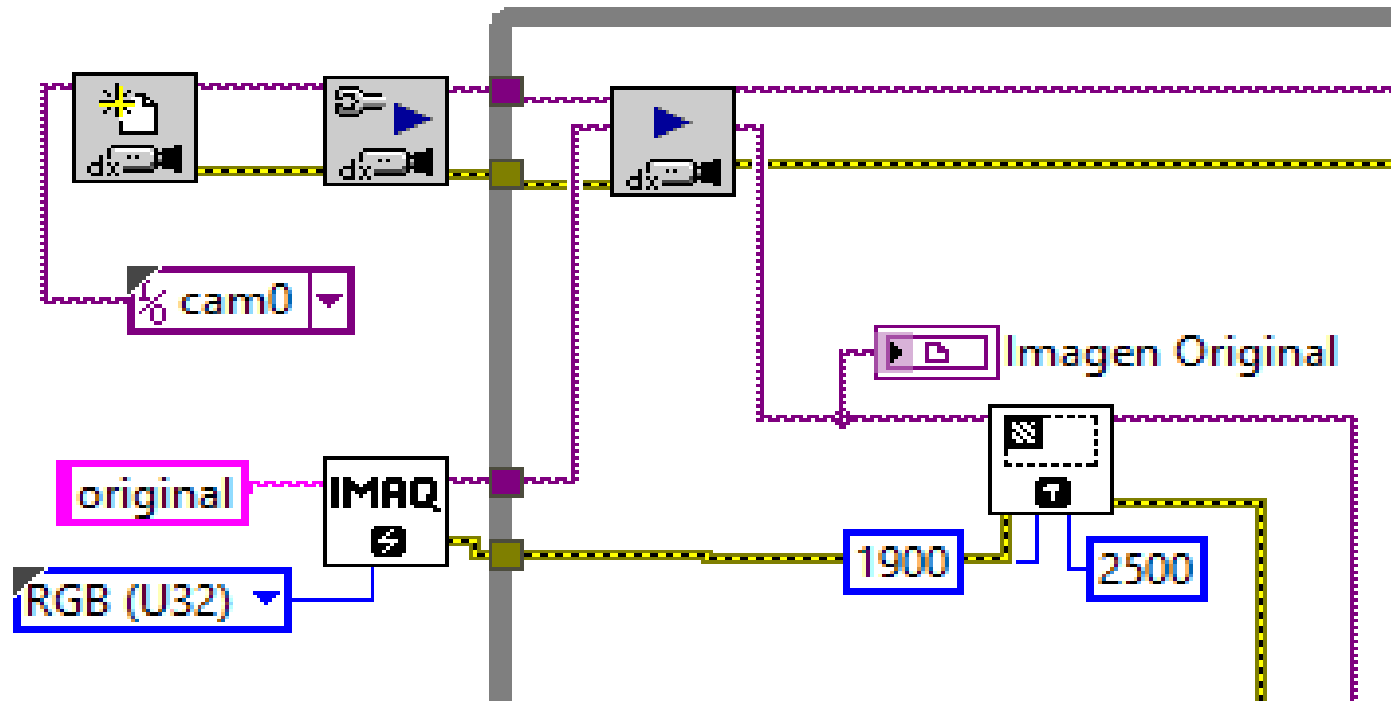 dx
dx
dx
I/O cam0
Imagen Original
original
IMAQ
RGB (U32)
1900
2500
T